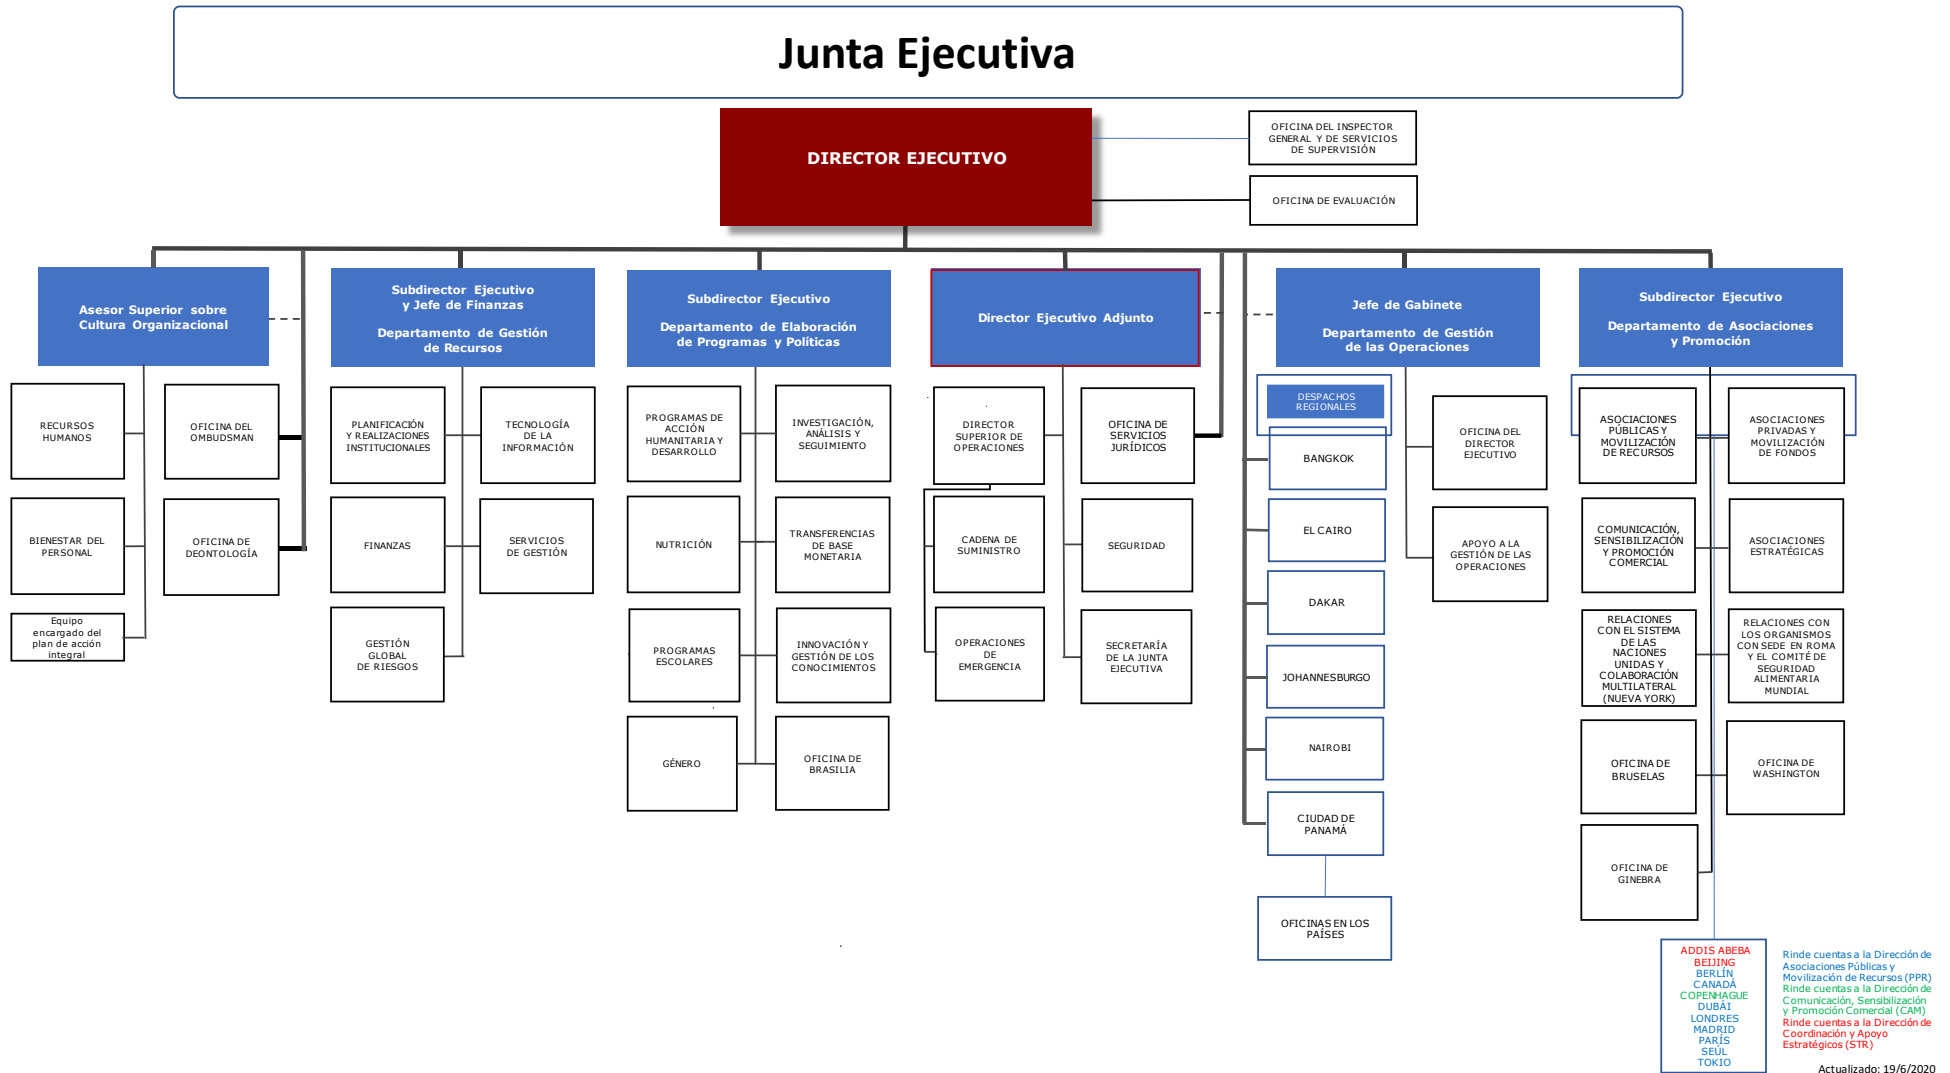 Junta Ejecutiva
DIRECTOR EJECUTIVO
OFICINA DEL INSPECTOR
GENERAL Y DE SERVICIOS
DE SUPERVISIÓN
OFICINA DE EVALUACIÓN
Asesor Superior sobre
Cultura Organizacional
Subdirector Ejecutivo
y Jefe de Finanzas
Departamento de Gestión
de Recursos
Subdirector Ejecutivo
Departamento de Elaboración
de Programas y Políticas
Director Ejecutivo Adjunto
Jefe de Gabinete
Departamento de Gestión
de las Operaciones
Subdirector Ejecutivo
Departamento de Asociaciones
y Promoción
RECURSOS
HUMANOS
OFICINA DEL
OMBUDSMAN
BIENESTAR DEL
PERSONAL
OFICINA DE
DEONTOLOGÍA
Equipo
encargado del
plan de acción
integral
PLANIFICACIÓN
Y REALIZACIONES
INSTITUCIONALES
TECNOLOGÍA
DE LA
INFORMACIÓN
FINANZAS
SERVICIOS
DE GESTIÓN
GESTIÓN
GLOBAL
DE RIESGOS
PROGRAMAS DE
ACCIÓN
HUMANITARIA Y
DESARROLLO
INVESTIGACIÓN,
ANÁLISIS Y
SEGUIMIENTO
NUTRICIÓN
TRANSFERENCIAS
DE BASE
MONETARIA
PROGRAMAS
ESCOLARES
INNOVACIÓN Y
GESTIÓN DE LOS
CONOCIMIENTOS
GÉNERO
OFICINA DE
BRASILIA
DIRECTOR
SUPERIOR DE
OPERACIONES
OFICINA DE
SERVICIOS
JURÍDICOS
CADENA DE
SUMINISTRO
SEGURIDAD
OPERACIONES
DE
EMERGENCIA
SECRETARÍA
DE LA JUNTA
EJECUTIVA
DESPACHOS
REGIONALES
BANGKOK
EL CAIRO
DAKAR
JOHANNESBURGO
NAIROBI
CIUDAD DE
PANAMÁ
OFICINAS EN LOS
PAÍSES
OFICINA DEL
DIRECTOR
EJECUTIVO
APOYO A LA
GESTIÓN DE LAS
OPERACIONES
ASOCIACIONES
PÚBLICAS Y
MOVILIZACIÓN
DE RECURSOS
ASOCIACIONES
PRIVADAS Y
MOVILIZACIÓN
DE FONDOS
COMUNICACIÓN,
SENSIBILIZACIÓN
Y PROMOCIÓN
COMERCIAL
ASOCIACIONES
ESTRATÉGICAS
RELACIONES
CON EL SISTEMA
DE LAS
NACIONES
UNIDAS Y
COLABORACIÓN
MULTILATERAL
(NUEVA YORK)
RELACIONES CON
LOS ORGANISMOS
CON SEDE EN ROMA
Y EL COMITÉ DE
SEGURIDAD
ALIMENTARIA
MUNDIAL
OFICINA DE
BRUSELAS
OFICINA DE
WASHINGTON
OFICINA DE
GINEBRA
ADDIS ABEBA
BEIJING
BERLÍN
CANADÁ
COPENHAGUE
DUBÁI
LONDRES
MADRID
PARÍS
SEÚL
TOKIO
Rinde cuentas a la Dirección de
Asociaciones Públicas y
Movilización de Recursos (PPR)
Rinde cuentas a la Dirección de
Comunicación, Sensibilización
y Promoción Comercial (CAM)
Rinde cuentas a la Dirección de
Coordinación y Apoyo
Estratégicos (STR)
Actualizado: 19/6/2020